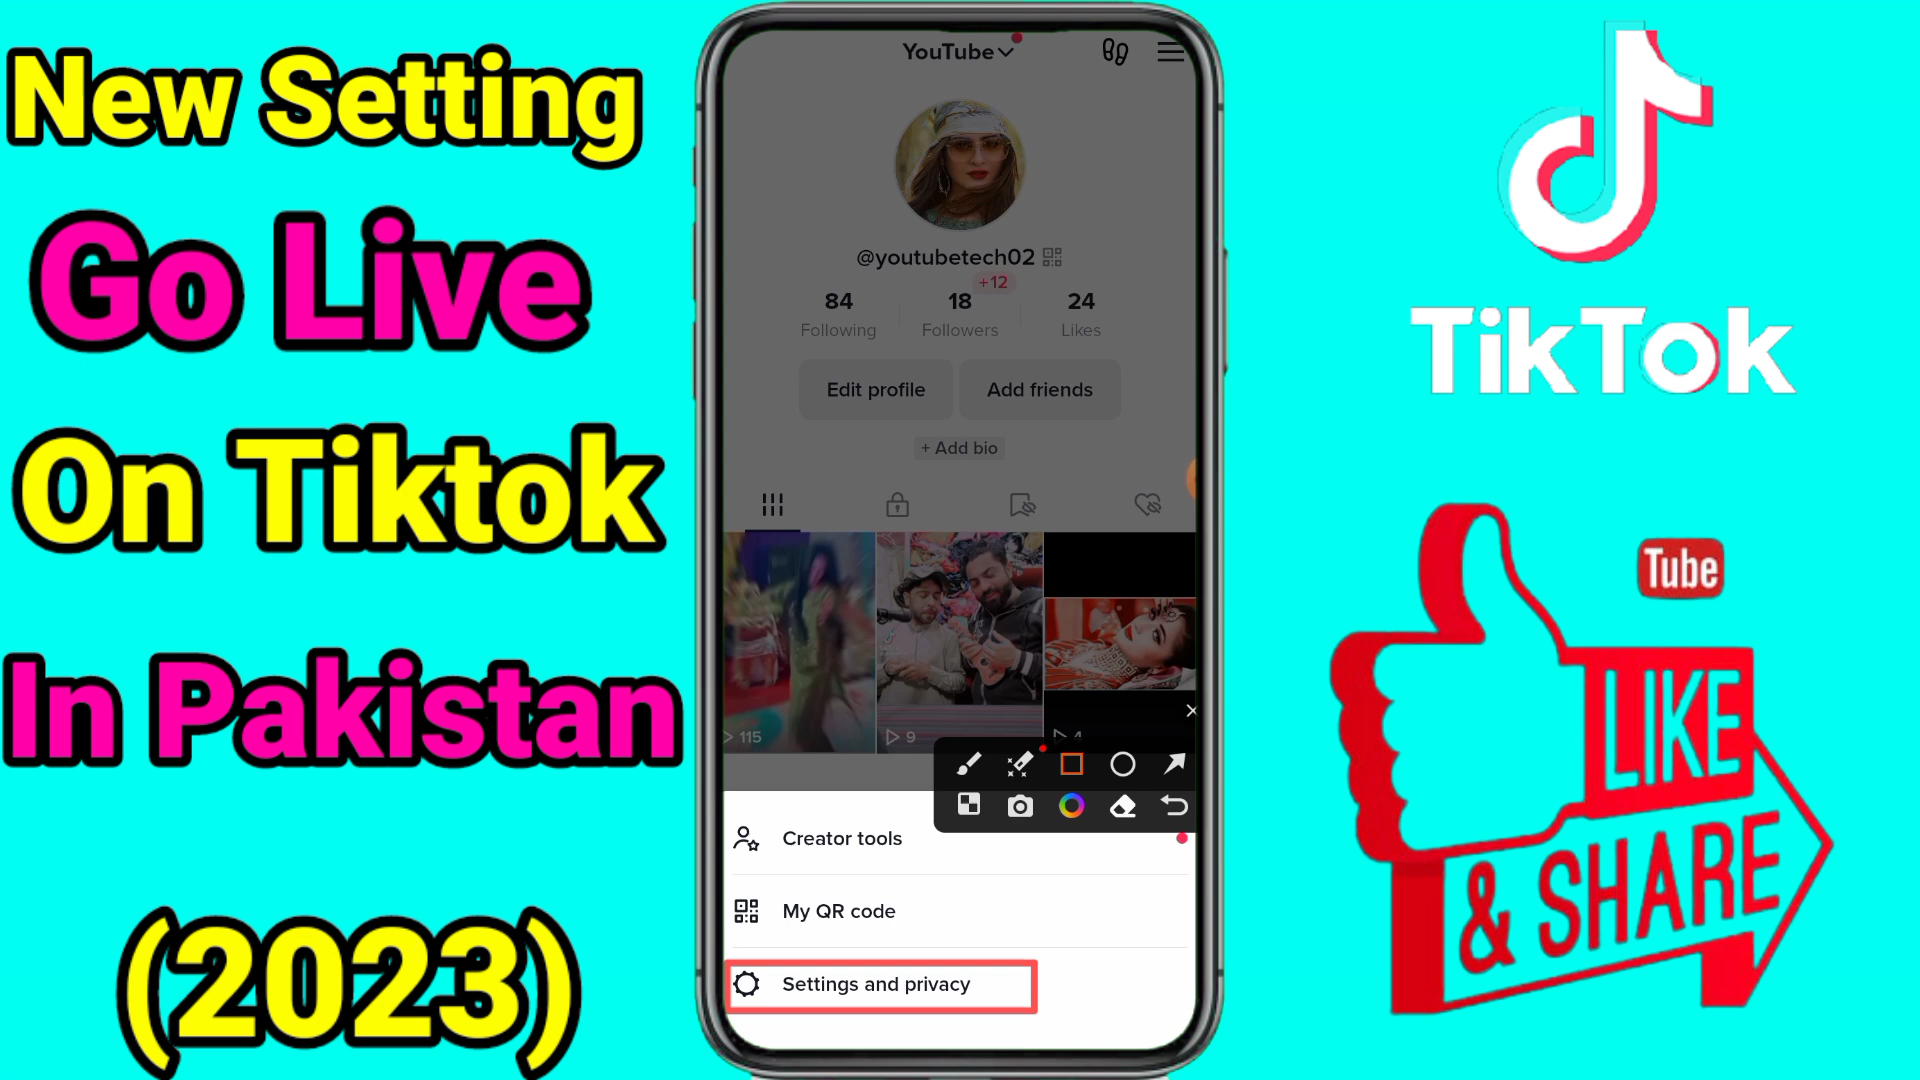 New Setting
Go Live
On Tiktok
In Pakistan
(2023)
YouTube
@youtubetech02
+12
84 18 24
Following Followers Likes
Edit profile Add friends
+ Add bio
115 9 4
Creator tools
My QR code
Settings and privacy
TikTok
Tube
LIKE
& SHARE